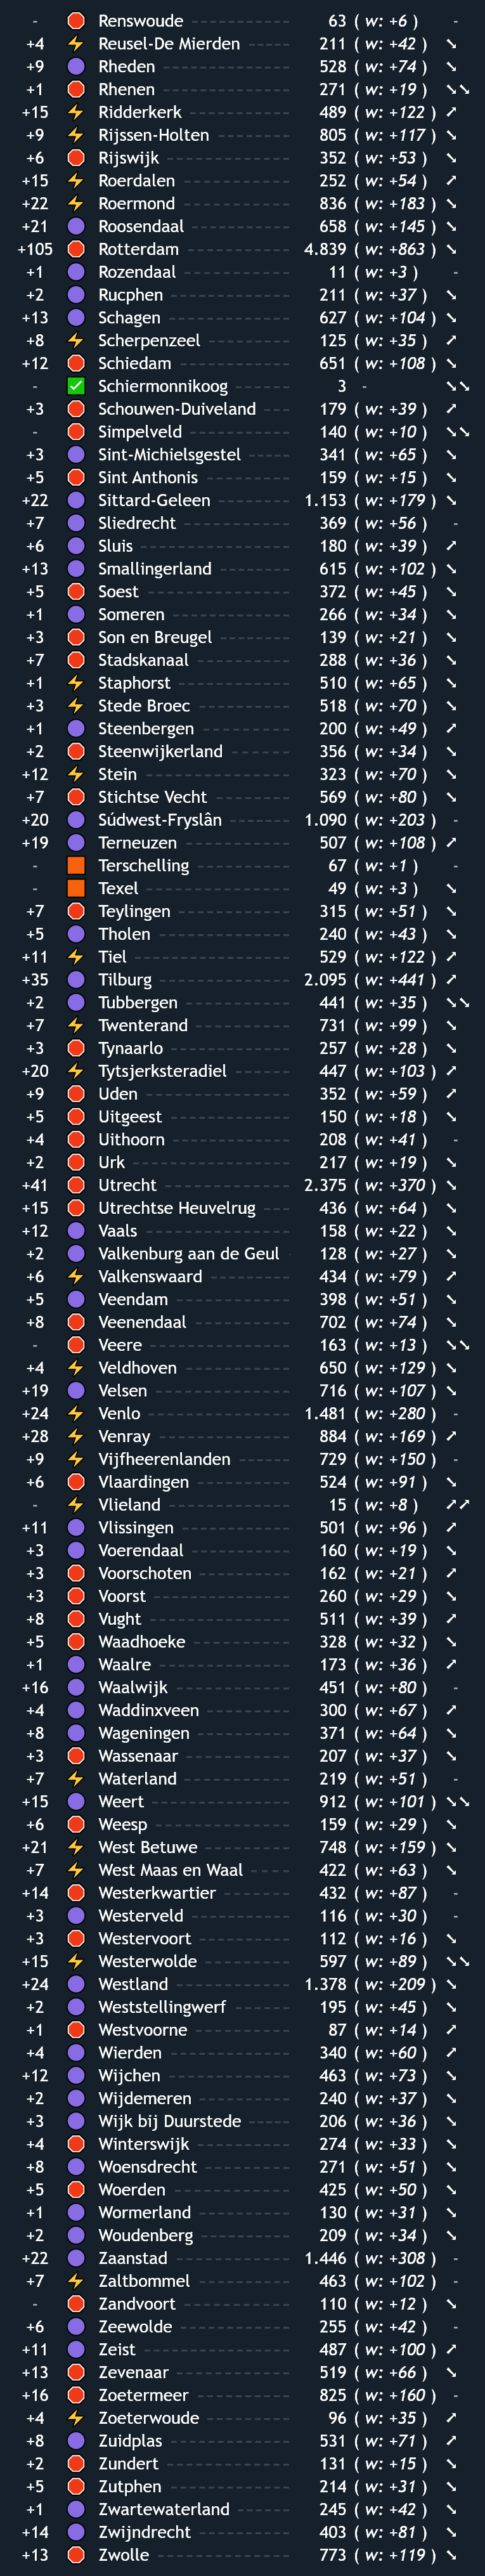 - Renswoude 63 ( w: +6 ) -
+4 Reusel-De Mierden 211 ( w: +42 ) ➘
+9 Rheden 528 ( w: +74 ) ➘
+1 Rhenen 271 ( w: +19 ) ➘➘
+15 Ridderkerk 489 ( w: +122 ) ➚
+9 Rijssen-Holten 805 ( w: +117 ) ➘
+6 Rijswijk 352 ( w: +53 ) ➘
+15 Roerdalen 252 ( w: +54 ) ➚
+22 Roermond 836 ( w: +183 ) ➘
+21 Roosendaal 658 ( w: +145 ) ➘
+105 Rotterdam 4.839 ( w: +863 ) ➘
+1 Rozendaal 11 ( w: +3 ) -
+2 Rucphen 211 ( w: +37 ) ➘
+13 Schagen 627 ( w: +104 ) ➘
+8 Scherpenzeel 125 ( w: +35 ) ➚
+12 Schiedam 651 ( w: +108 ) ➘
- Schiermonnikoog 3 - ➘➘
+3 Schouwen-Duiveland 179 ( w: +39 ) ➚
- Simpelveld 140 ( w: +10 ) ➘➘
+3 Sint-Michielsgestel 341 ( w: +65 ) ➘
+5 Sint Anthonis 159 ( w: +15 ) ➘
+22 Sittard-Geleen 1.153 ( w: +179 ) ➘
+7 Sliedrecht 369 ( w: +56 ) -
+6 Sluis 180 ( w: +39 ) ➚
+13 Smallingerland 615 ( w: +102 ) ➘
+5 Soest 372 ( w: +45 ) ➘
+1 Someren 266 ( w: +34 ) ➘
+3 Son en Breugel 139 ( w: +21 ) ➘
+7 Stadskanaal 288 ( w: +36 ) ➘
+1 Staphorst 510 ( w: +65 ) ➘
+3 Stede Broec 518 ( w: +70 ) ➘
+1 Steenbergen 200 ( w: +49 ) ➚
+2 Steenwijkerland 356 ( w: +34 ) ➘
+12 Stein 323 ( w: +70 ) ➘
+7 Stichtse Vecht 569 ( w: +80 ) ➘
+20 Súdwest-Fryslân 1.090 ( w: +203 ) -
+19 Terneuzen 507 ( w: +108 ) ➚
- Terschelling 67 ( w: +1 ) -
- Texel 49 ( w: +3 ) ➘
+7 Teylingen 315 ( w: +51 ) ➘
+5 Tholen 240 ( w: +43 ) ➘
+11 Tiel 529 ( w: +122 ) ➚
+35 Tilburg 2.095 ( w: +441 ) ➚
+2 Tubbergen 441 ( w: +35 ) ➘➘
+7 Twenterand 731 ( w: +99 ) ➘
+3 Tynaarlo 257 ( w: +28 ) ➘
+20 Tytsjerksteradiel 447 ( w: +103 ) ➚
+9 Uden 352 ( w: +59 ) ➚
+5 Uitgeest 150 ( w: +18 ) ➘
+4 Uithoorn 208 ( w: +41 ) -
+2 Urk 217 ( w: +19 ) ➘
+41 Utrecht 2.375 ( w: +370 ) ➘
+15 Utrechtse Heuvelrug 436 ( w: +64 ) ➘
+12 Vaals 158 ( w: +22 ) ➘
+2 Valkenburg aan de Geul 128 ( w: +27 ) ➘
+6 Valkenswaard 434 ( w: +79 ) ➚
+5 Veendam 398 ( w: +51 ) ➘
+8 Veenendaal 702 ( w: +74 ) ➘
- Veere 163 ( w: +13 ) ➘➘
+4 Veldhoven 650 ( w: +129 ) ➘
+19 Velsen 716 ( w: +107 ) ➘
+24 Venlo 1.481 ( w: +280 ) -
+28 Venray 884 ( w: +169 ) ➚
+9 Vijfheerenlanden 729 ( w: +150 ) -
+6 Vlaardingen 524 ( w: +91 ) ➘
- Vlieland 15 ( w: +8 ) ➚➚
+11 Vlissingen 501 ( w: +96 ) ➚
+3 Voerendaal 160 ( w: +19 ) ➘
+3 Voorschoten 162 ( w: +21 ) ➚
+3 Voorst 260 ( w: +29 ) ➘
+8 Vught 511 ( w: +39 ) ➚
+5 Waadhoeke 328 ( w: +32 ) ➘
+1 Waalre 173 ( w: +36 ) ➚
+16 Waalwijk 451 ( w: +80 ) -
+4 Waddinxveen 300 ( w: +67 ) ➚
+8 Wageningen 371 ( w: +64 ) ➘
+3 Wassenaar 207 ( w: +37 ) ➘
+7 Waterland 219 ( w: +51 ) -
+15 Weert 912 ( w: +101 ) ➘➘
+6 Weesp 159 ( w: +29 ) ➘
+21 West Betuwe 748 ( w: +159 ) ➘
+7 West Maas en Waal 422 ( w: +63 ) ➘
+14 Westerkwartier 432 ( w: +87 ) -
+3 Westerveld 116 ( w: +30 ) -
+3 Westervoort 112 ( w: +16 ) ➘
+15 Westerwolde 597 ( w: +89 ) ➘➘
+24 Westland 1.378 ( w: +209 ) ➘
+2 Weststellingwerf 195 ( w: +45 ) ➘
+1 Westvoorne 87 ( w: +14 ) ➚
+4 Wierden 340 ( w: +60 ) ➚
+12 Wijchen 463 ( w: +73 ) ➘
+2 Wijdemeren 240 ( w: +37 ) ➘
+3 Wijk bij Duurstede 206 ( w: +36 ) ➘
+4 Winterswijk 274 ( w: +33 ) ➘
+8 Woensdrecht 271 ( w: +51 ) ➘
+5 Woerden 425 ( w: +50 ) ➘
+1 Wormerland 130 ( w: +31 ) ➘
+2 Woudenberg 209 ( w: +34 ) ➘
+22 Zaanstad 1.446 ( w: +308 ) -
+7 Zaltbommel 463 ( w: +102 ) -
- Zandvoort 110 ( w: +12 ) ➘
+6 Zeewolde 255 ( w: +42 ) -
+11 Zeist 487 ( w: +100 ) ➚
+13 Zevenaar 519 ( w: +66 ) ➘
+16 Zoetermeer 825 ( w: +160 ) -
+4 Zoeterwoude 96 ( w: +35 ) ➚
+8 Zuidplas 531 ( w: +71 ) ➚
+2 Zundert 131 ( w: +15 ) ➘
+5 Zutphen 214 ( w: +31 ) ➘
+1 Zwartewaterland 245 ( w: +42 ) ➘
+14 Zwijndrecht 403 ( w: +81 ) ➘
+13 Zwolle 773 ( w: +119 ) ➘